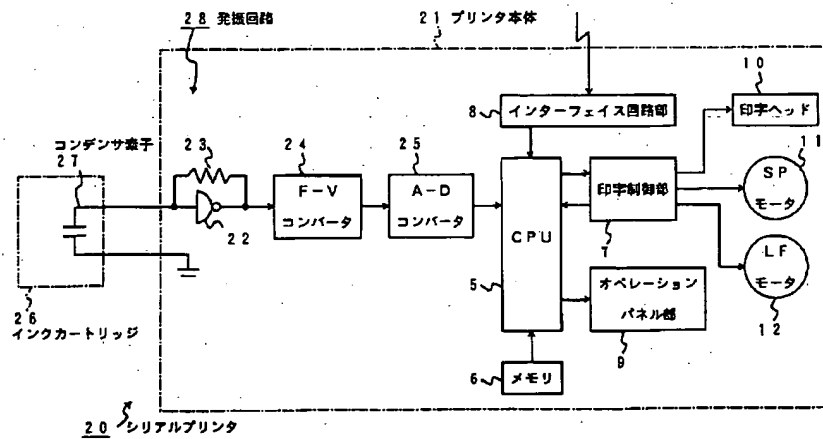 28 発振回路
21 プリンタ本体
10
印字ヘッド
8
インターフェイス回路部
コンデンサ素子
27
23
24
25
F-V
コンバータ
A-D
コンバータ
CPU
印字制御部
7
11
SP
モータ
22
LF
モータ
12
5
オペレーション
パネル部
9
26
インクカートリッジ
6
メモリ
20 シリアルプリンタ